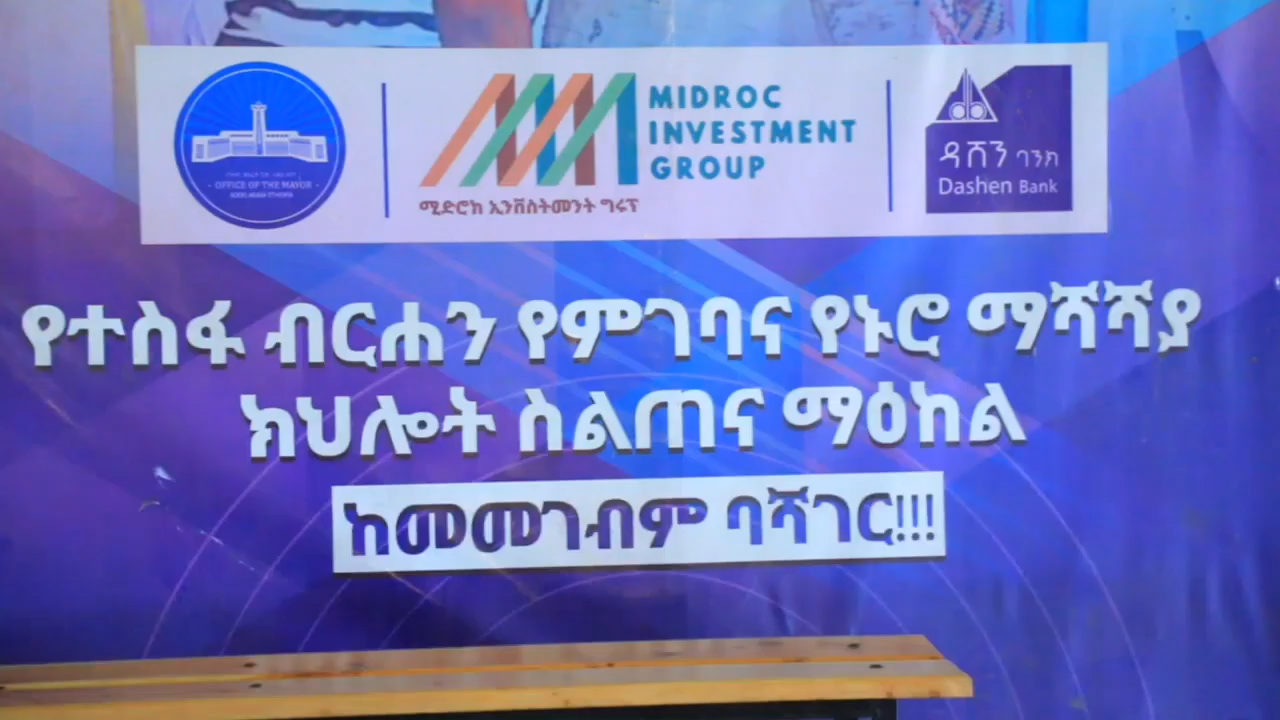 OFFICE OF THE MAYOR
MIDROC
INVESTMENT
GROUP
ሚድሮክ ኢንቨስትመንት ግሩፕ
ዳሸን ባንክ
Dashen Bank
የተስፋ ብርሐን የምገባና የኑሮ ማሻሻያ
ክህሎት ስልጠና ማዕከል
ከመመገብም ባሻገር!!!